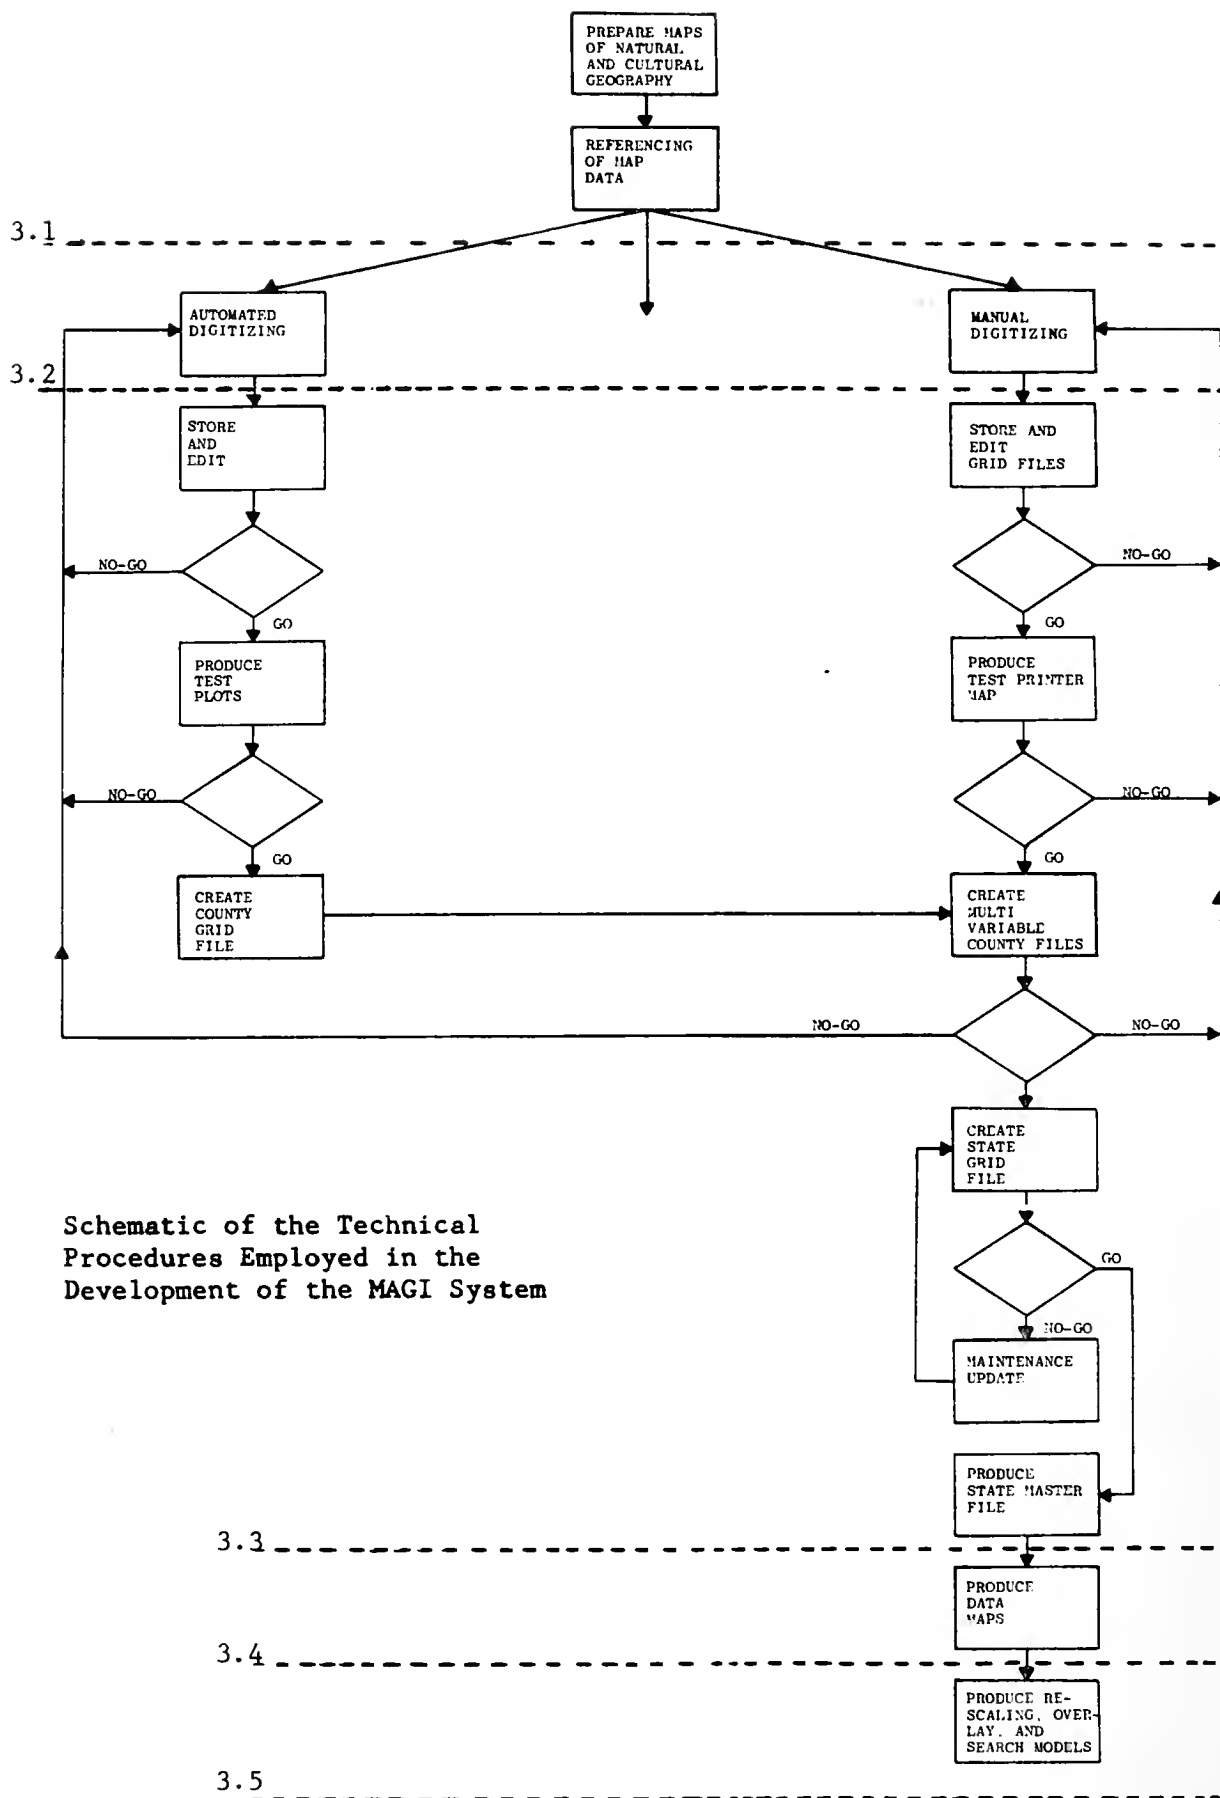 PREPARE MAPS
OF NATURAL
AND CULTURAL
GEOGRAPHY
REFERENCING
OF MAP
DATA
3.1
AUTOMATED
DIGITIZING
MANUAL
DIGITIZING
3.2
STORE
AND
EDIT
STORE AND
EDIT
GRID FILES
NO-GO
NO-GO
GO
GO
PRODUCE
TEST
PLOTS
PRODUCE
TEST PRINTER
MAP
NO-GO
NO-GO
GO
GO
CREATE
COUNTY
GRID
FILE
CREATE
MULTI
VARIABLE
COUNTY FILES
NO-GO
NO-GO
CREATE
STATE
GRID
FILE
Schematic of the Technical
Procedures Employed in the
Development of the MAGI System
GO
NO-GO
MAINTENANCE
UPDATE
PRODUCE
STATE MASTER
FILE
3.3
PRODUCE
DATA
MAPS
3.4
PRODUCE RE-
SCALING, OVER-
LAY, AND
SEARCH MODELS
3.5